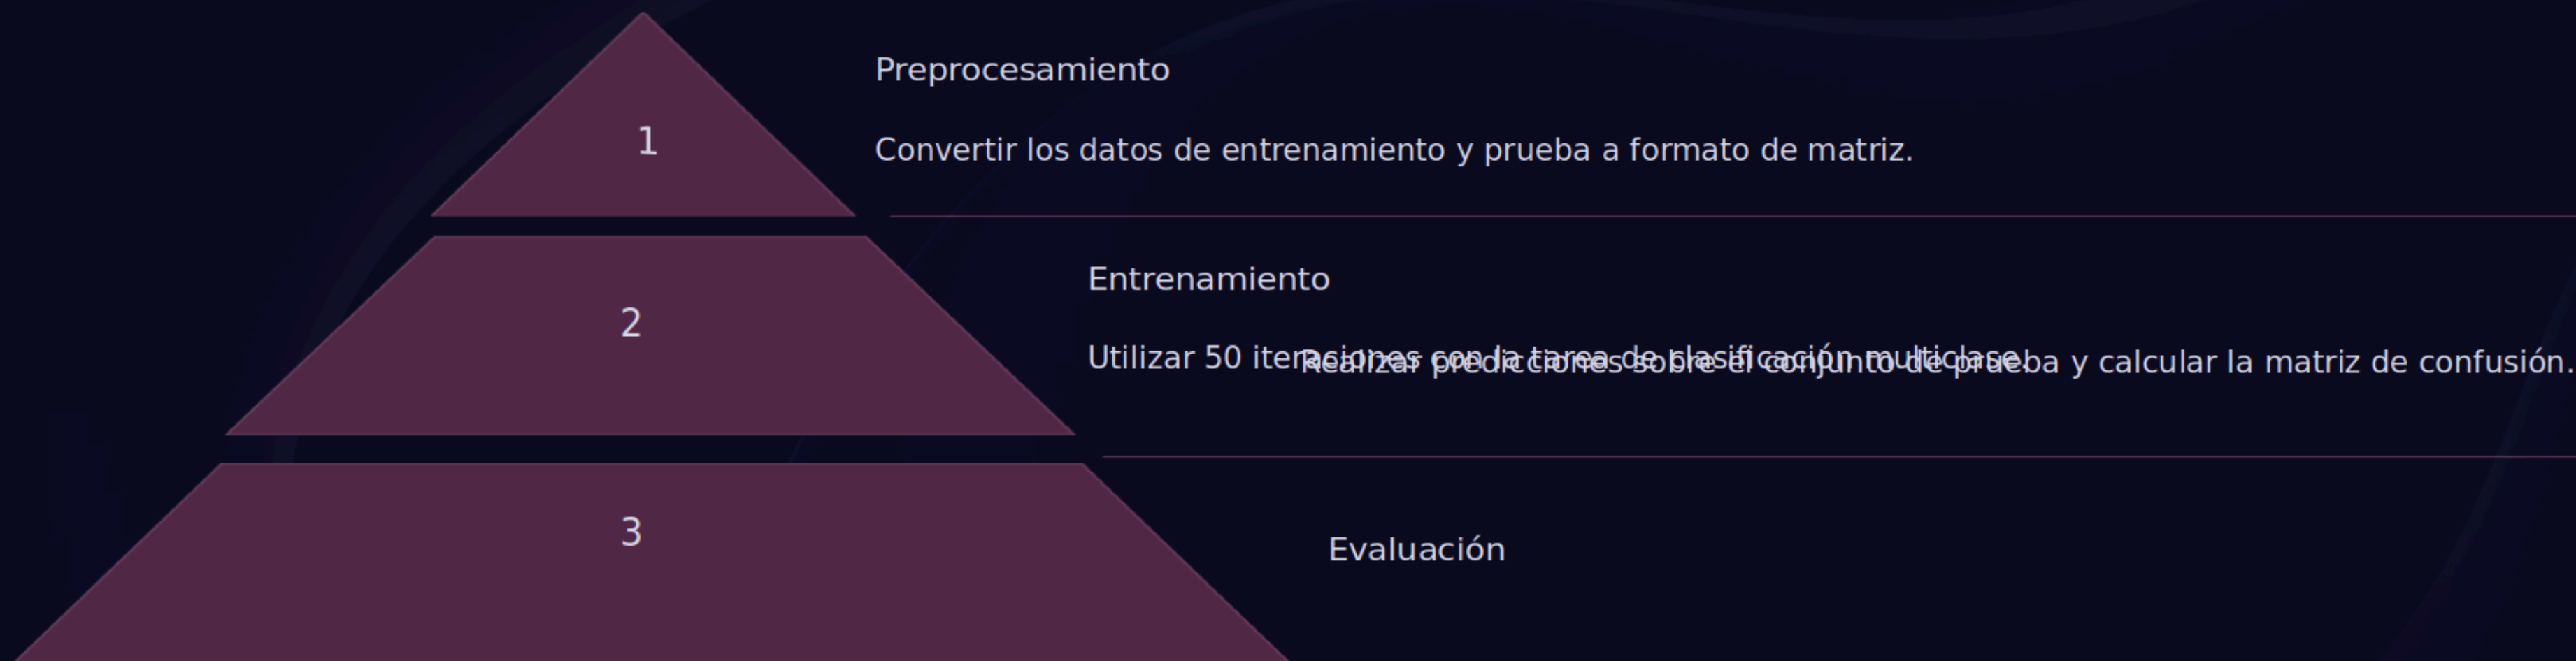 1
Preprocesamiento
Convertir los datos de entrenamiento y prueba a formato de matriz.
2
Entrenamiento
Utilizar 50 iteraciones con la tarea de clasificación multiclase.
Realizar predicciones sobre el conjunto de prueba y calcular la matriz de confusión.
3
Evaluación